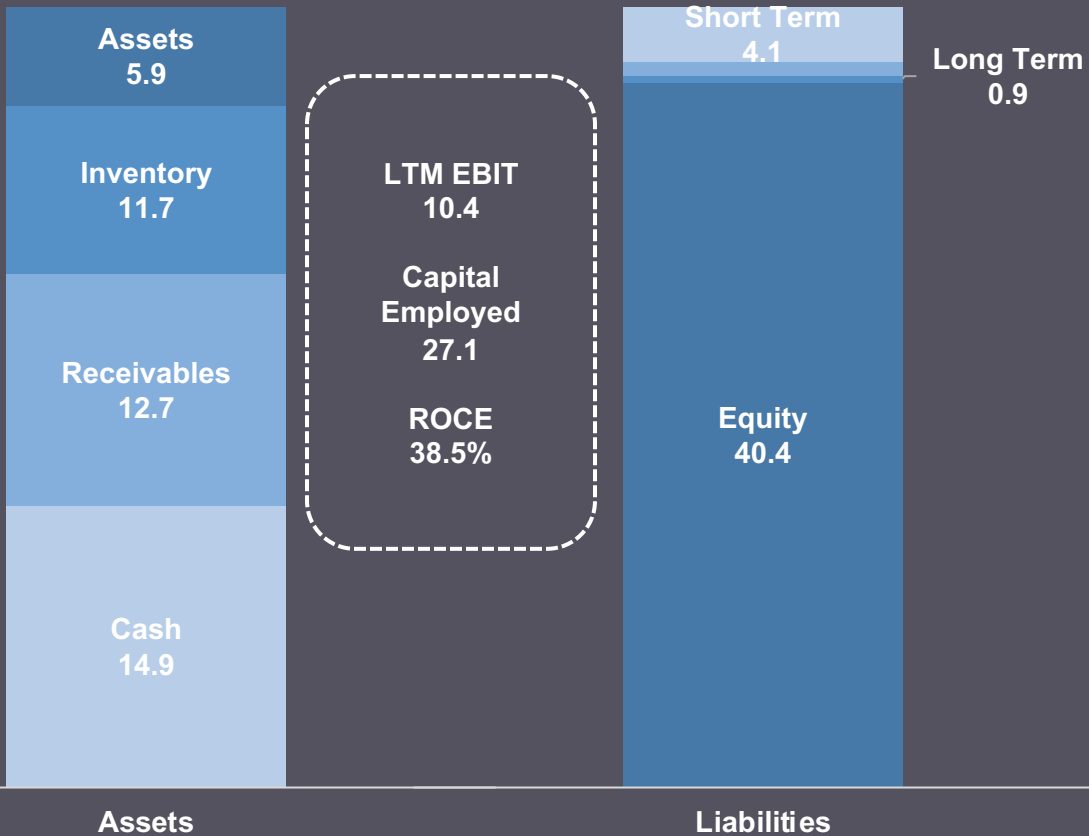 Assets
5.9
Inventory
11.7
Receivables
12.7
Cash
14.9
LTM EBIT
10.4
Capital
Employed
27.1
ROCE
38.5%
Short Term
4.1
Long Term
0.9
Equity
40.4
Assets
Liabilities